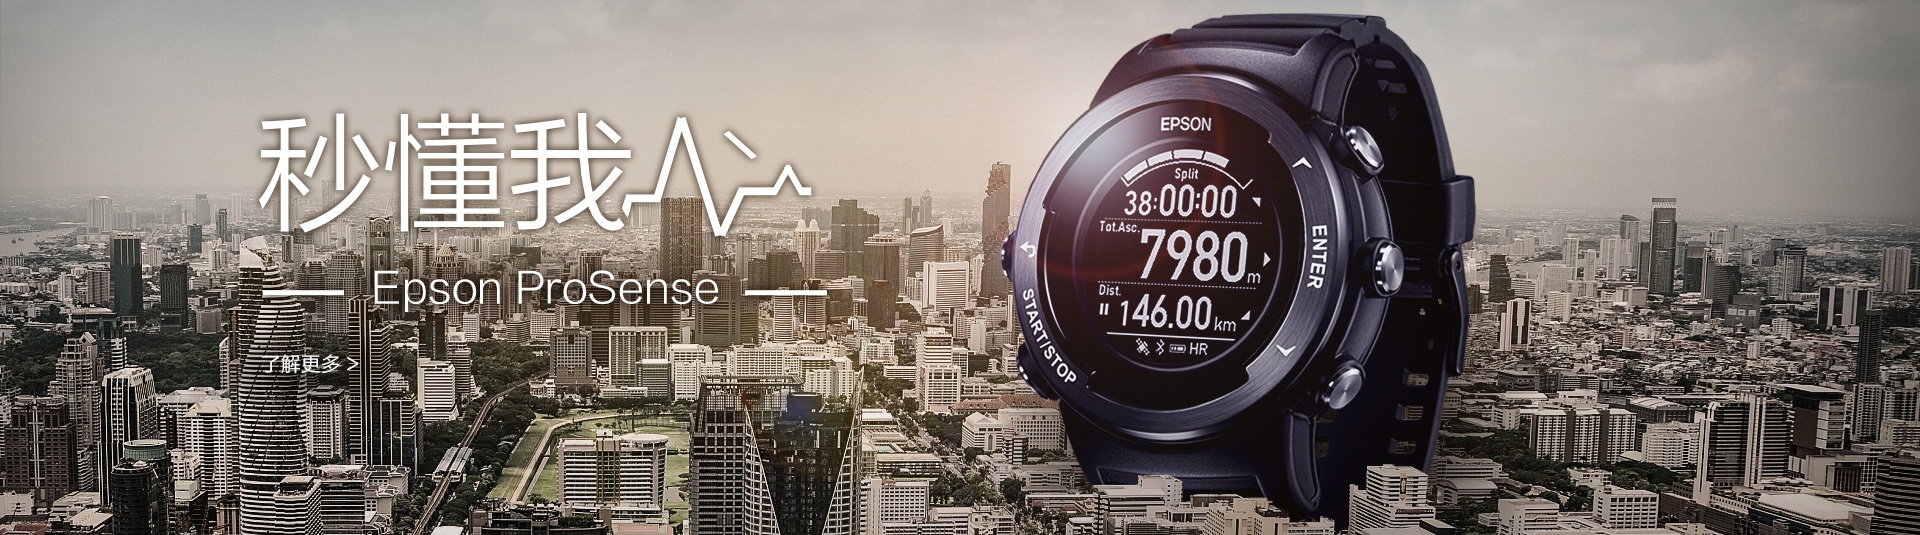 秒懂我心
Epson ProSense
了解更多 >
EPSON
Split
38:00:00
Tot.Asc.
7980m
Dist.
146.00km
HR
ENTER
START/STOP